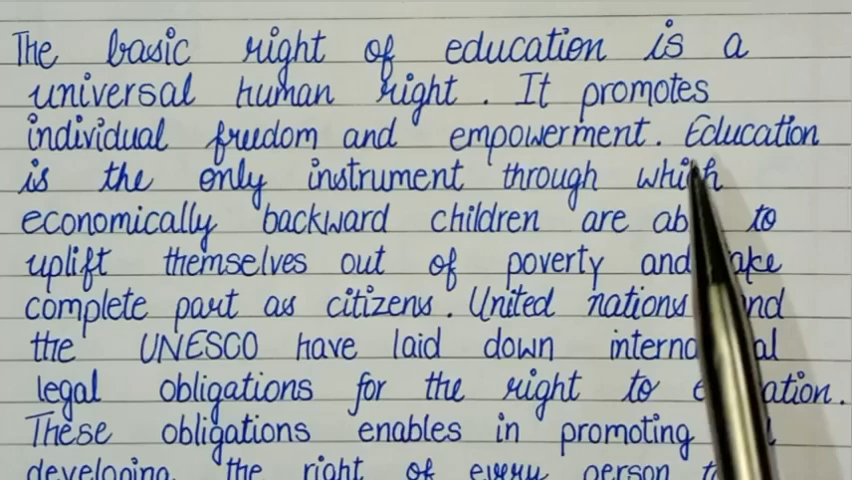 The basic right of education is a
universal human right. It promotes
individual freedom and empowerment. Education
is the only instrument through which
economically backward children are to
uplift themselves out of poverty and
complete part as citizens. United nations
the UNESCO have laid down
legal obligations for the right to
These obligations enables in promoting
developing the right of every person